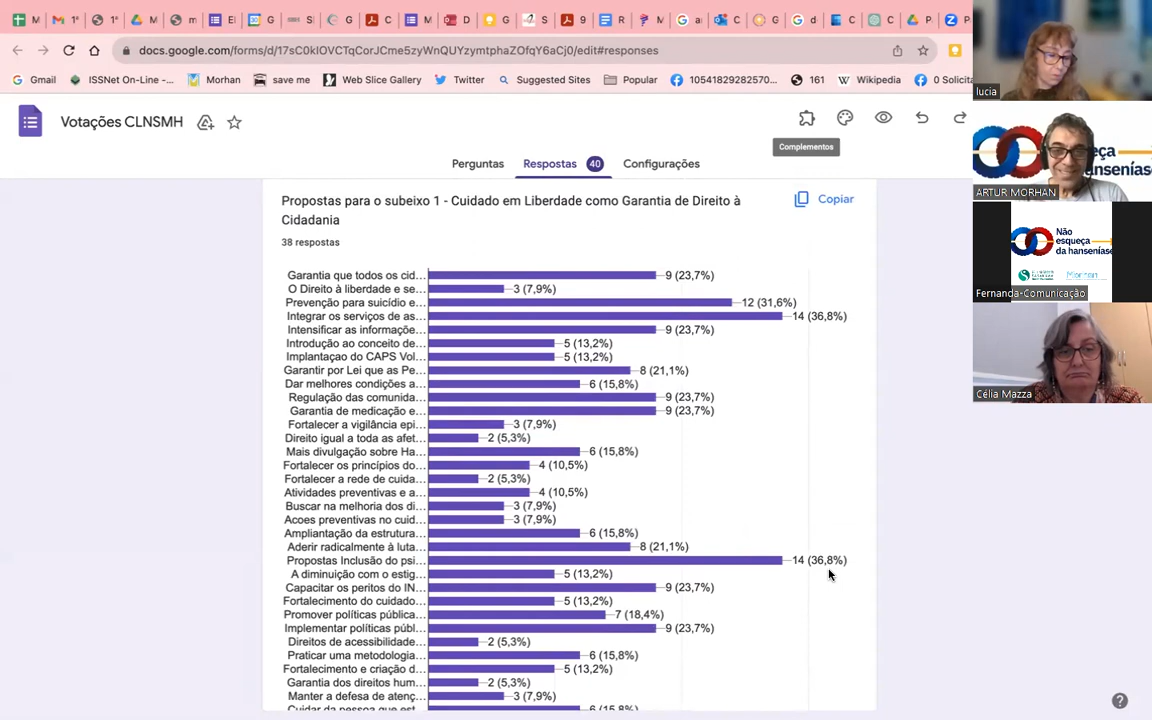 docs.google.com/forms/d/17sC0kIOVCTqCorJCme5zyWnQUYzymtphaZOfqY6aCj0/edit#responses
Gmail ISSNet On-Line -... Morhan save me Web Slice Gallery Twitter Suggested Sites Popular 10541829282570... 161 Wikipedia 0 Solicita
lucia
Votações CLNSMH
Complementos
Perguntas Respostas 40 Configurações
ARTUR MORHAN
Propostas para o subeixo 1 - Cuidado em Liberdade como Garantia de Direito à
Cidadania
Copiar
38 respostas
Não
esqueça
da hanseníase
Morhan
Fernanda-Comunicação
Célia Mazza
Garantia que todos os cid... 9 (23,7%)
O Direito à liberdade e se... 3 (7,9%)
Prevenção para suicídio e... 12 (31,6%)
Integrar os serviços de as... 14 (36,8%)
Intensificar as informaçõe... 9 (23,7%)
Introdução ao conceito de... 5 (13,2%)
Implantaçao do CAPS Vol... 5 (13,2%)
Garantir por Lei que as Pe... 8 (21,1%)
Dar melhores condições a... 6 (15,8%)
Regulação das comunida... 9 (23,7%)
Garantia de medicação e... 9 (23,7%)
Fortalecer a vigilância epi... 3 (7,9%)
Direito igual a toda as afet... 2 (5,3%)
Mais divulgação sobre Ha... 6 (15,8%)
Fortalecer os princípios do... 4 (10,5%)
Fortalecer a rede de cuida... 2 (5,3%)
Atividades preventivas e a... 4 (10,5%)
Buscar na melhoria dos di... 3 (7,9%)
Acoes preventivas no cuid... 3 (7,9%)
Ampliantação da estrutura... 6 (15,8%)
Aderir radicalmente à luta... 8 (21,1%)
Propostas Inclusão do psi... 14 (36,8%)
A diminuição com o estig... 5 (13,2%)
Capacitar os peritos do IN... 9 (23,7%)
Fortalecimento do cuidado... 5 (13,2%)
Promover políticas pública... 7 (18,4%)
Implementar políticas públ... 9 (23,7%)
Direitos de acessibilidade... 2 (5,3%)
Praticar uma metodologia... 6 (15,8%)
Fortalecimento e criação d... 5 (13,2%)
Garantia dos direitos hum... 2 (5,3%)
Manter a defesa de atenç... 3 (7,9%)
Cuidar da pessoa que est... 6 (15,8%)